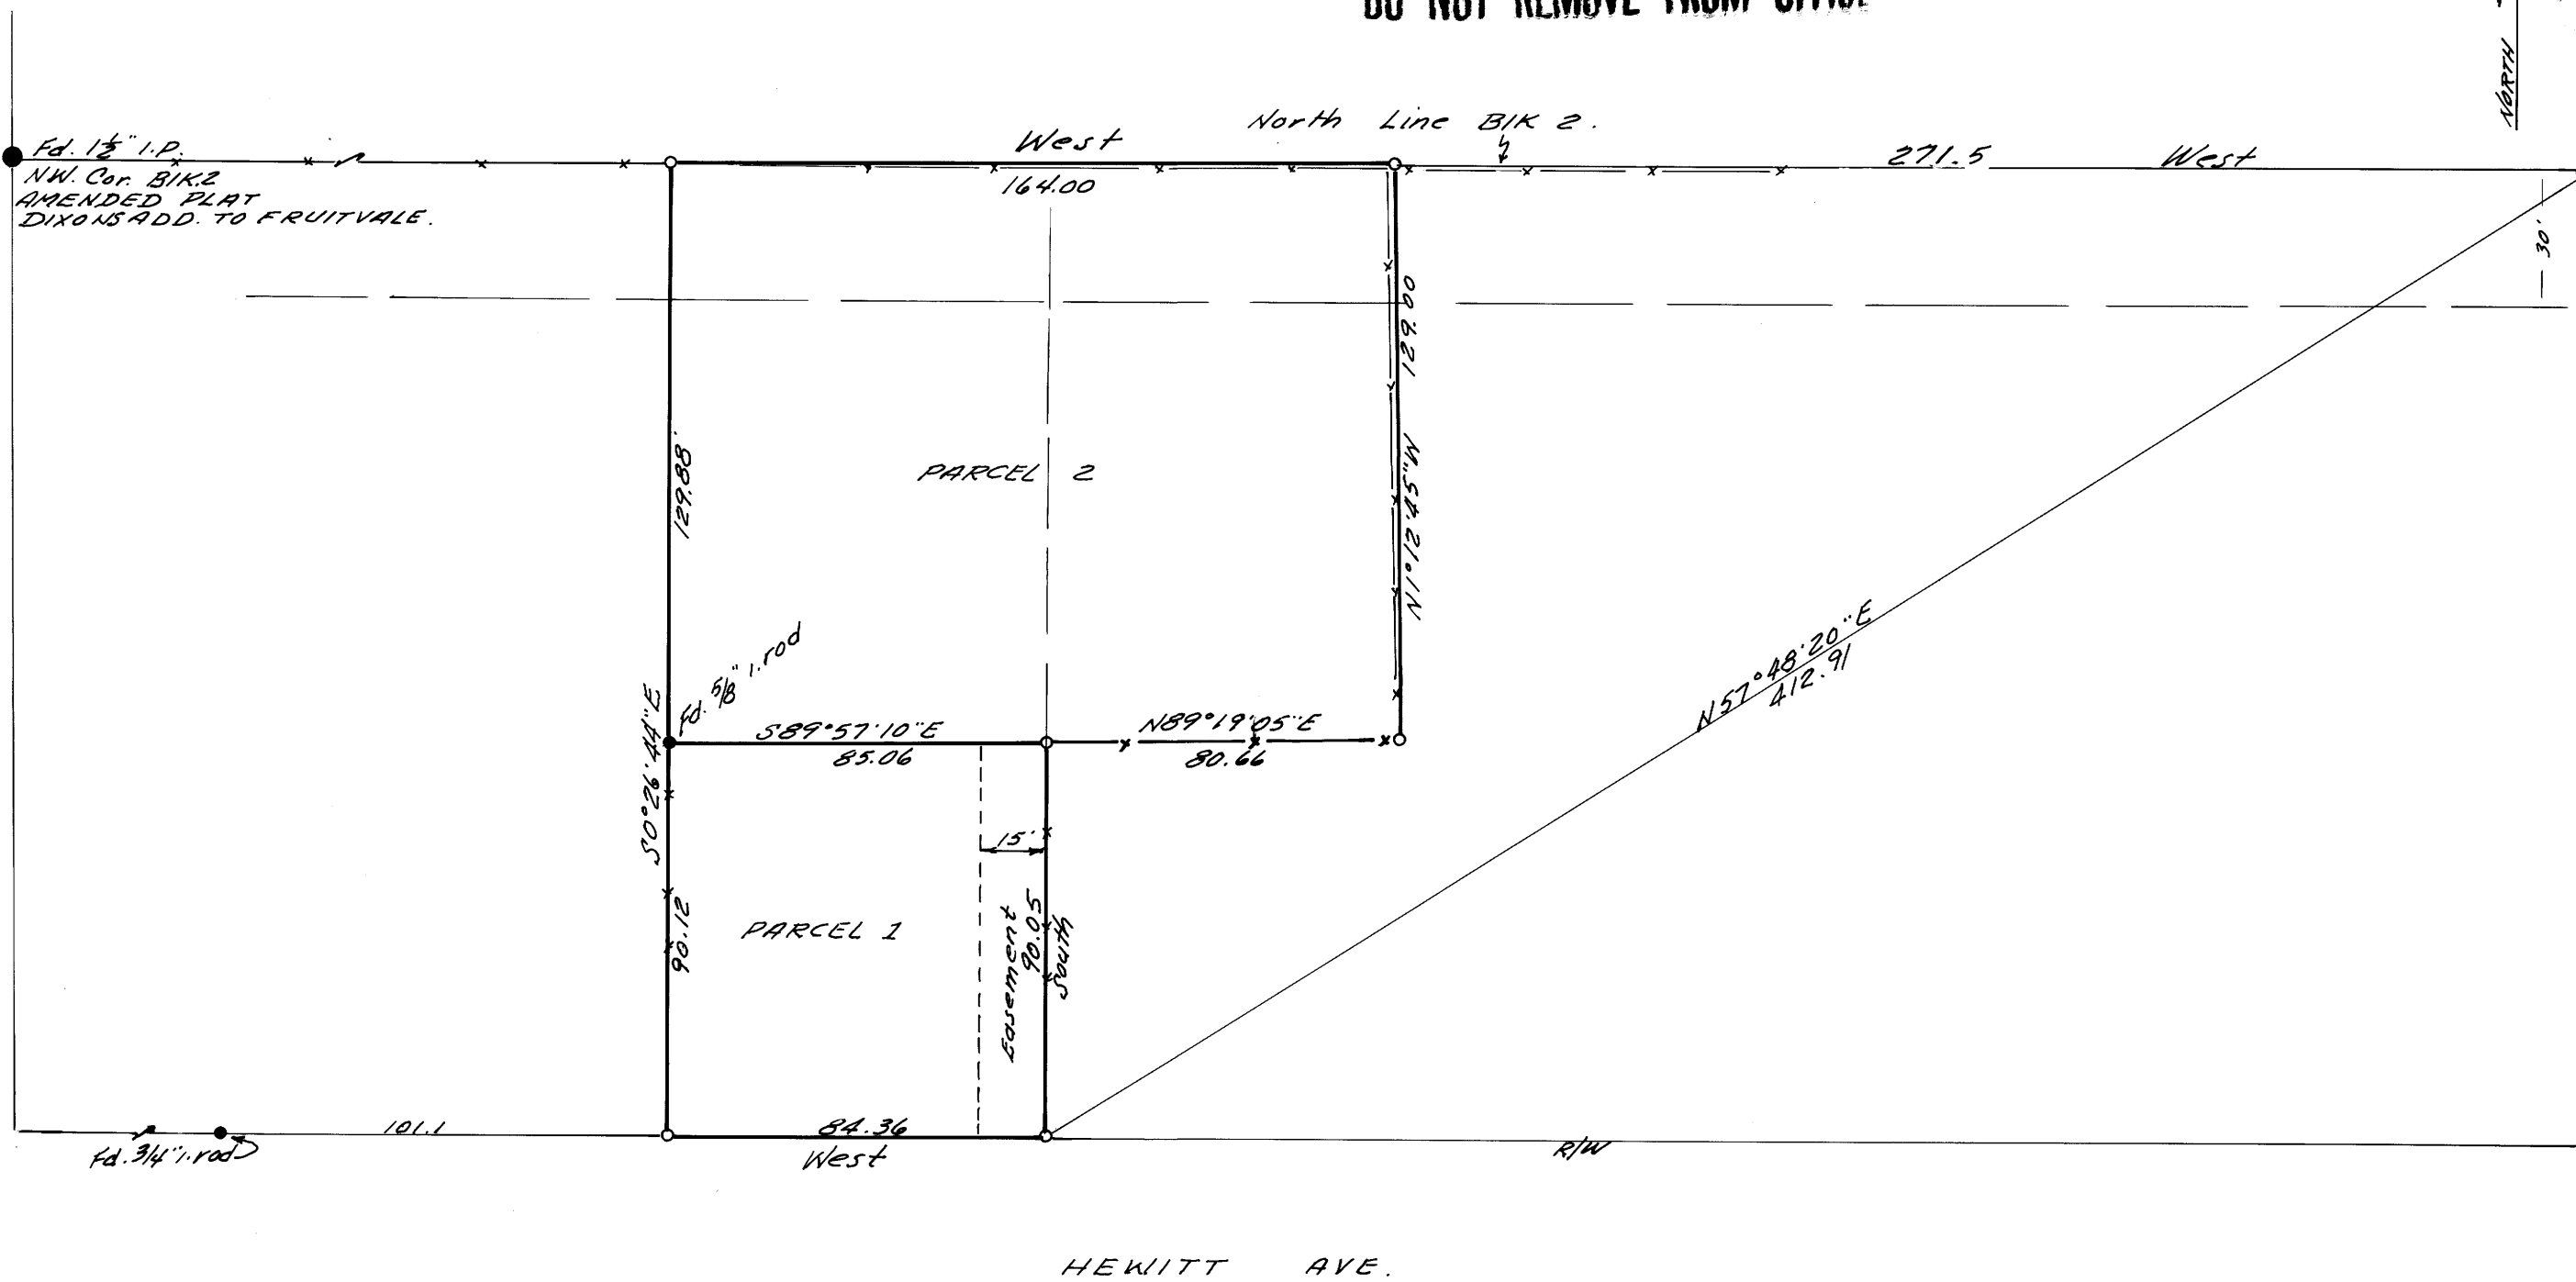 DO NOT REMOVE FROM OFFICE
NORTH
Fd. 1½" I.P.
NW. Cor. Blk.2
AMENDED PLAT
DIXONS ADD. TO FRUITVALE.
West
164.00
North Line Blk 2.
271.5
West
30'
129.00
N1°12'45"W
129.88'
PARCEL 2
Fd. 5/8" i.rod
S0°26'44"E
S89°57'10"E
85.06
N89°19'05"E
80.66
N57°48'20"E
412.91
15'
90.12
PARCEL 1
Easement
90.05
South
101.1
Fd. 3/4" i.rod
84.36
West
R/W
HEWITT AVE.